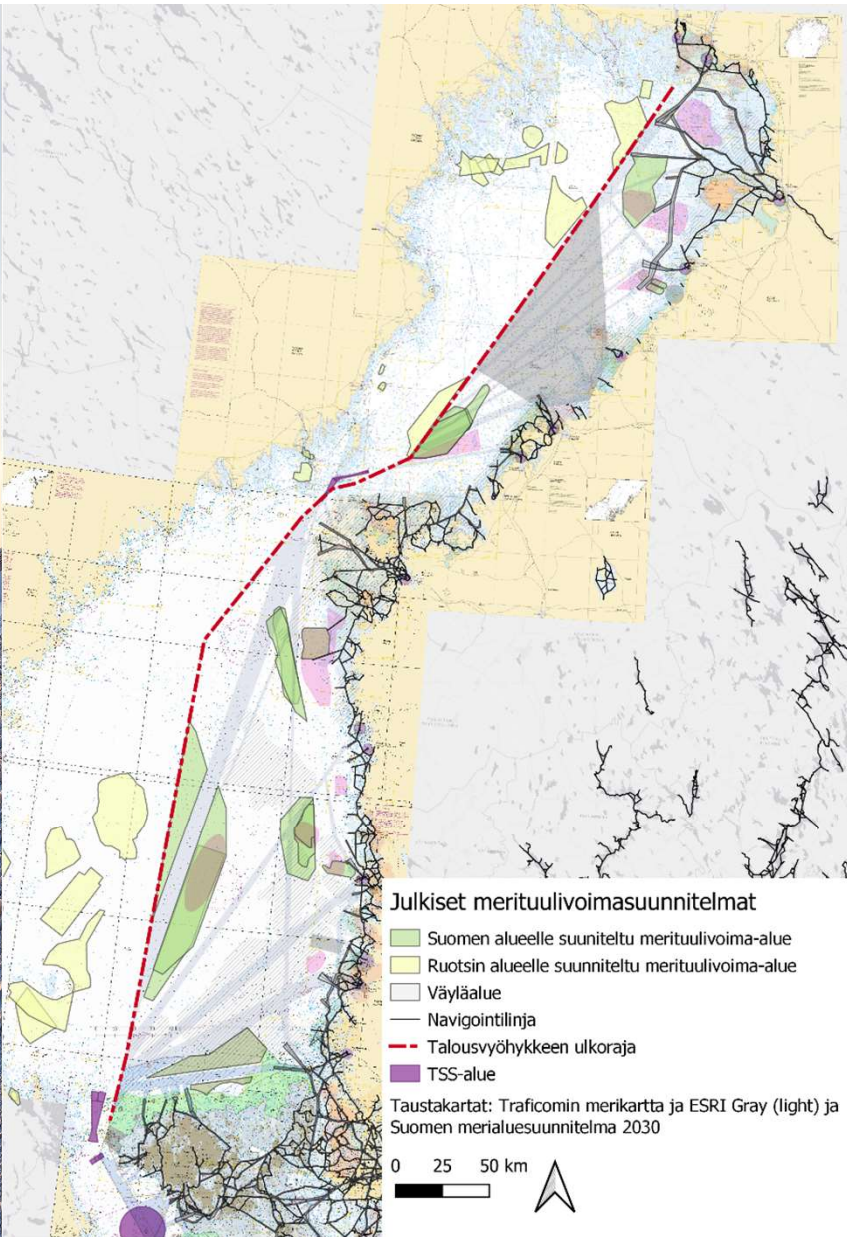 Julkiset merituulivoimasuunnitelmat
Suomen alueelle suuniteltu merituulivoima-alue
Ruotsin alueelle suunniteltu merituulivoima-alue
Väyläalue
Navigointilinja
Talousvyöhykkeen ulkoraja
TSS-alue
Taustakartat: Traficomin merikartta ja ESRI Gray (light) ja
Suomen merialuesuunnitelma 2030
0 25 50 km